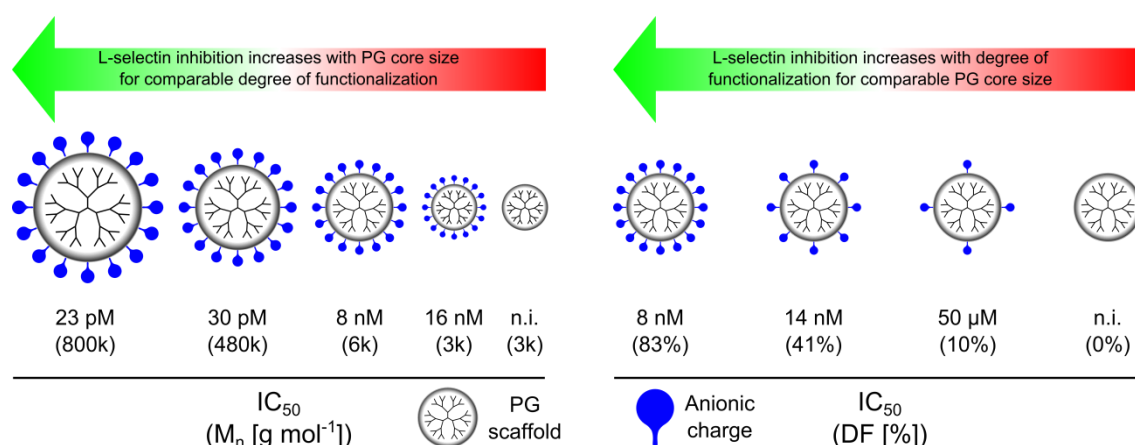 L-selectin inhibition increases with PG core size
for comparable degree of functionalization
23 pM
(800k)
30 pM
(480k)
8 nM
(6k)
16 nM
(3k)
n.i.
(3k)
IC50
(Mn [g mol-1])
PG
scaffold
L-selectin inhibition increases with degree of
functionalization for comparable PG core size
8 nM
(83%)
14 nM
(41%)
50 µM
(10%)
n.i.
(0%)
Anionic
charge
IC50
(DF [%])